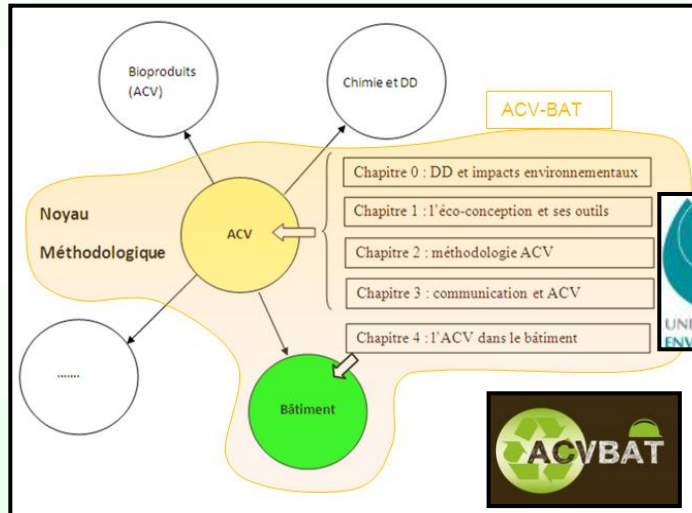 Bioproduits
(ACV)
Chimie et DD
ACV-BAT
Noyau
Méthodologique
ACV
Chapitre 0 : DD et impacts environnementaux
Chapitre 1 : l'éco-conception et ses outils
Chapitre 2 : méthodologie ACV
Chapitre 3 : communication et ACV
Chapitre 4 : l'ACV dans le bâtiment
UNI
ENV
.......
Bâtiment
ACVBAT